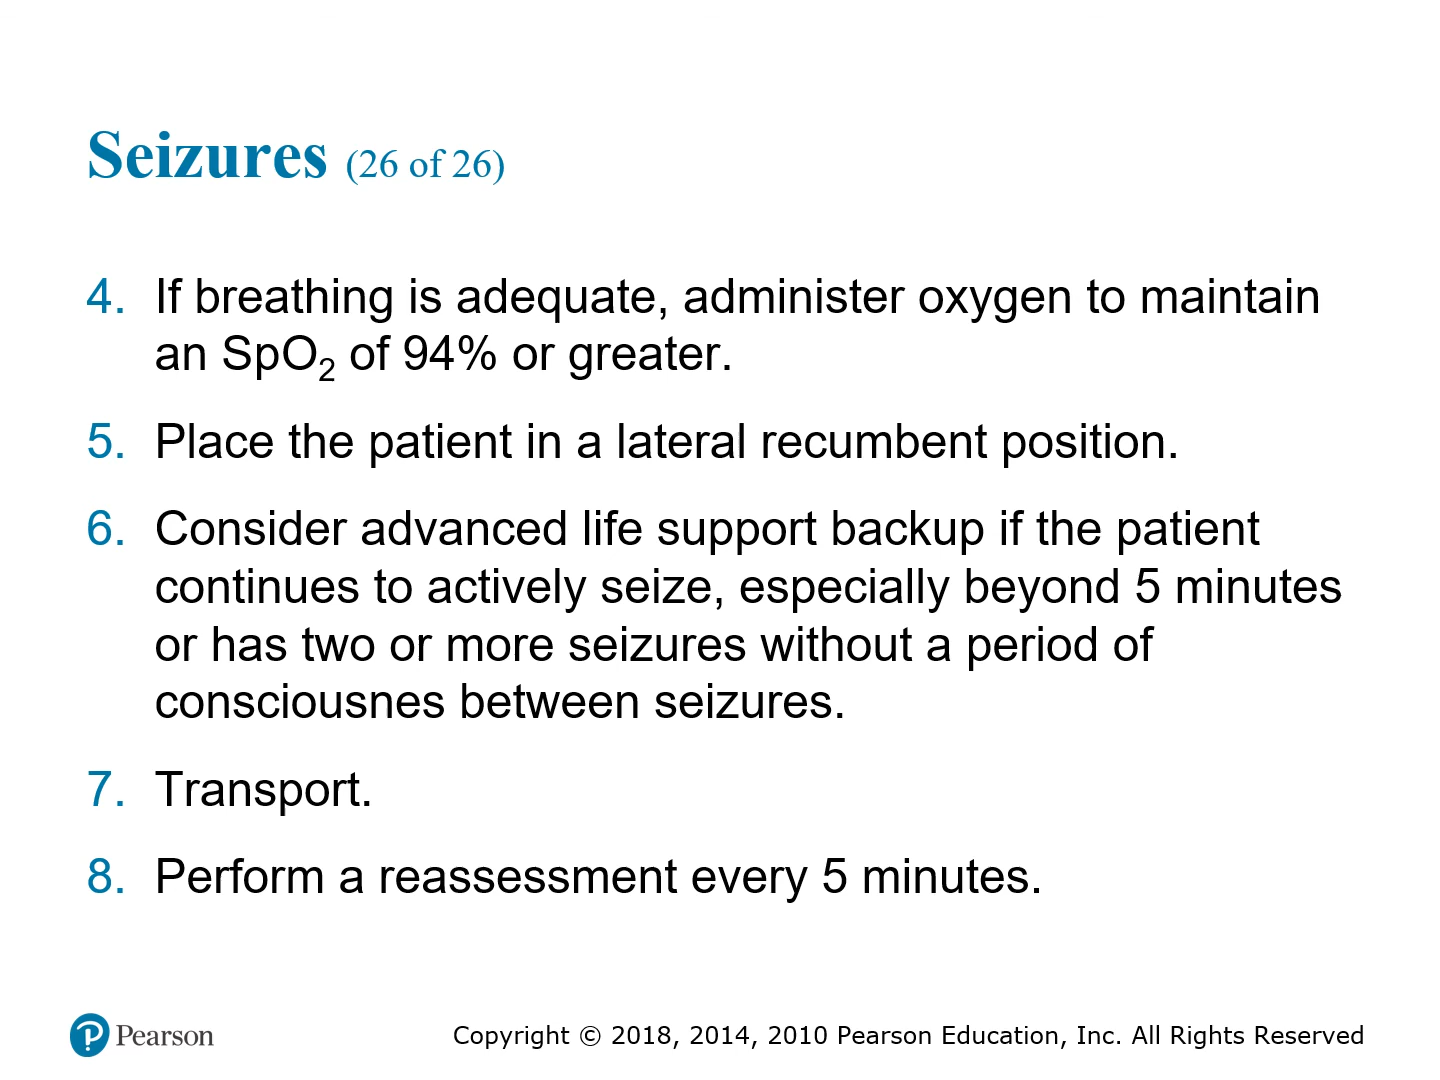 Seizures (26 of 26)
4. If breathing is adequate, administer oxygen to maintain
an SpO₂ of 94% or greater.
5. Place the patient in a lateral recumbent position.
6. Consider advanced life support backup if the patient
continues to actively seize, especially beyond 5 minutes
or has two or more seizures without a period of
consciousnes between seizures.
7. Transport.
8. Perform a reassessment every 5 minutes.
Pearson
Copyright © 2018, 2014, 2010 Pearson Education, Inc. All Rights Reserved